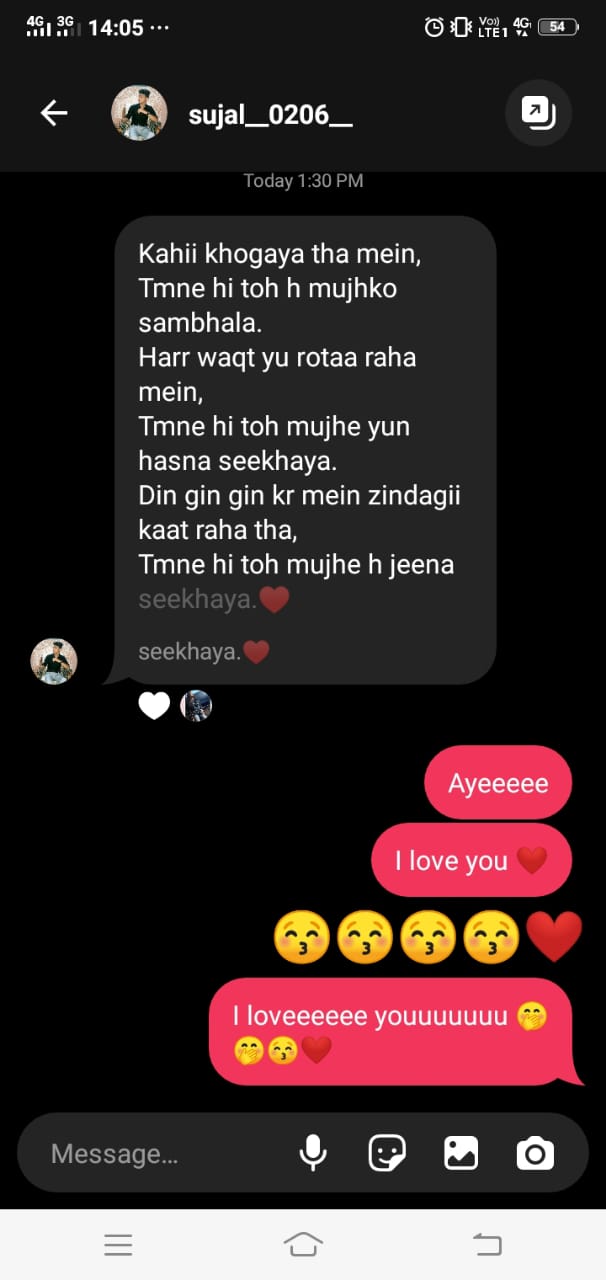 4G 3G 14:05 ... Vo)) LTE1 4G 54
sujal__0206__
Today 1:30 PM
Kahii khogaya tha mein,
Tmne hi toh h mujhko
sambhala.
Harr waqt yu rotaa raha
mein,
Tmne hi toh mujhe yun
hasna seekhaya.
Din gin gin kr mein zindagii
kaat raha tha,
Tmne hi toh mujhe h jeena
seekhaya.❤️
seekhaya.❤️
Ayeeeee
I love you ❤️
😚😚😚😚❤️
I loveeeeee youuuuuuu 🤭
🤭😚❤️
Message...